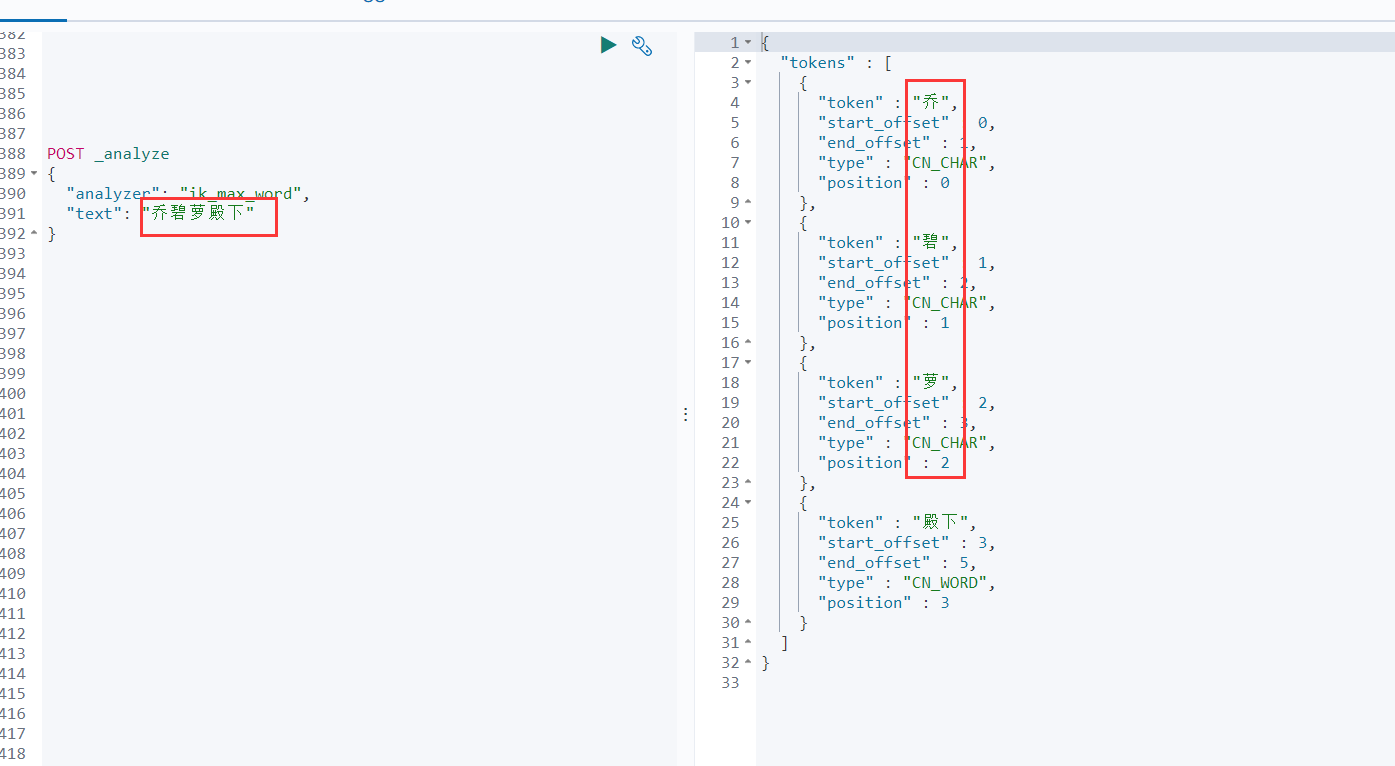 382
383
384
385
386
387
388 POST _analyze
389 {
390 "analyzer": "ik_max_word",
391 "text": "乔碧萝殿下"
392 }
393
394
395
396
397
398
399
400
401
402
403
404
405
406
407
408
409
410
411
412
413
414
415
416
417
418
1 {
2 "tokens" : [
3 {
4 "token" : "乔",
5 "start_offset" 0,
6 "end_offset" : 1,
7 "type" : "CN_CHAR",
8 "position" : 0
9 },
10 {
11 "token" : "碧",
12 "start_offset" 1,
13 "end_offset" : 2,
14 "type" : "CN_CHAR",
15 "position" : 1
16 },
17 {
18 "token" : "萝",
19 "start_offset" 2,
20 "end_offset" : 3,
21 "type" : "CN_CHAR",
22 "position" : 2
23 },
24 {
25 "token" : "殿下",
26 "start_offset" : 3,
27 "end_offset" : 5,
28 "type" : "CN_WORD",
29 "position" : 3
30 }
31 ]
32 }
33